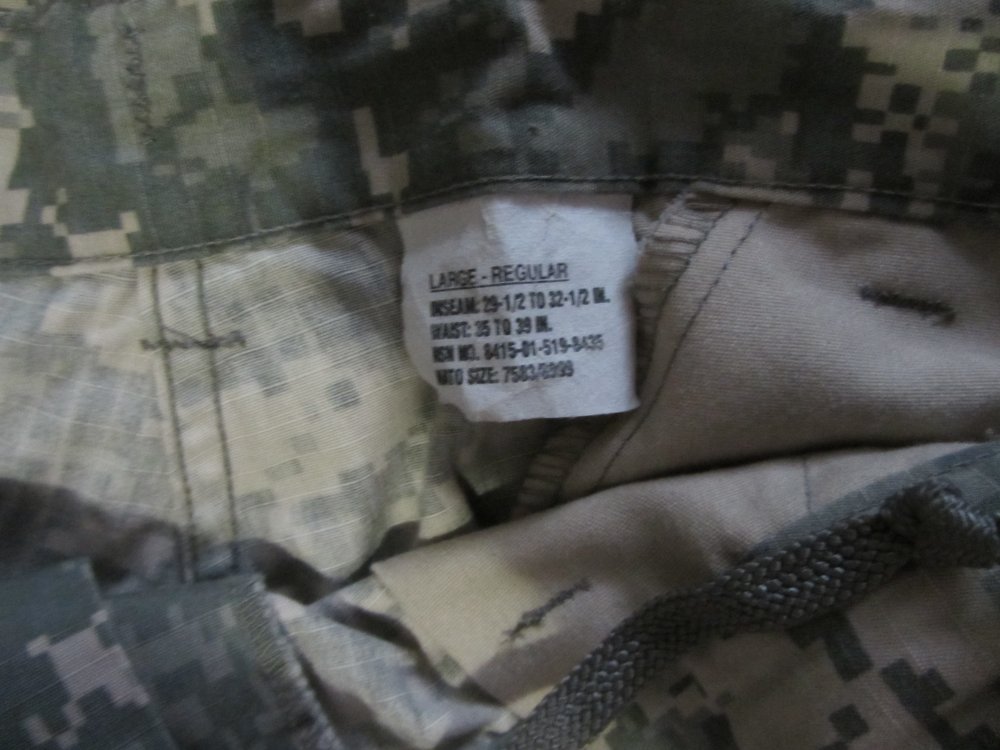 LARGE - REGULAR
INSEAM: 29-1/2 TO 32-1/2 IN.
WAIST: 35 TO 39 IN.
NSN NO. 8415-01-519-8435
NATO SIZE: 7583/8999